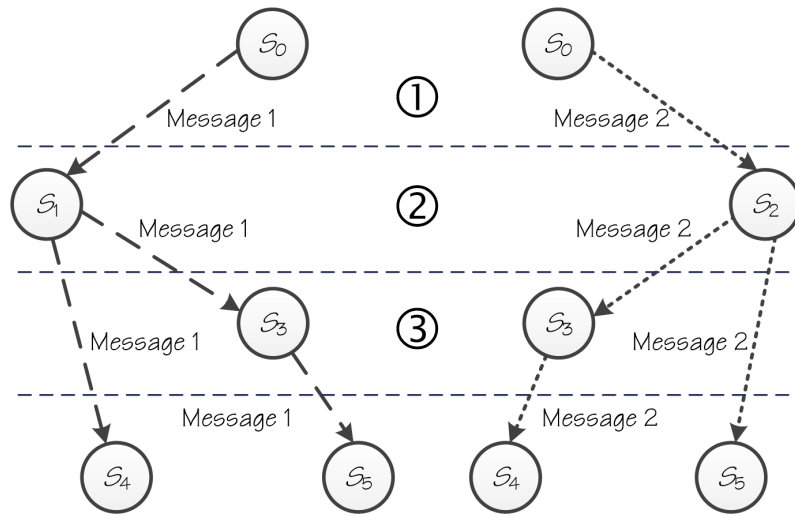 S₀ S₀
①
Message 1 Message 2
S₁ ② S₂
Message 1 Message 2
S₃ ③ S₃
Message 1 Message 2
Message 1 Message 2
S₄ S₅ S₄ S₅